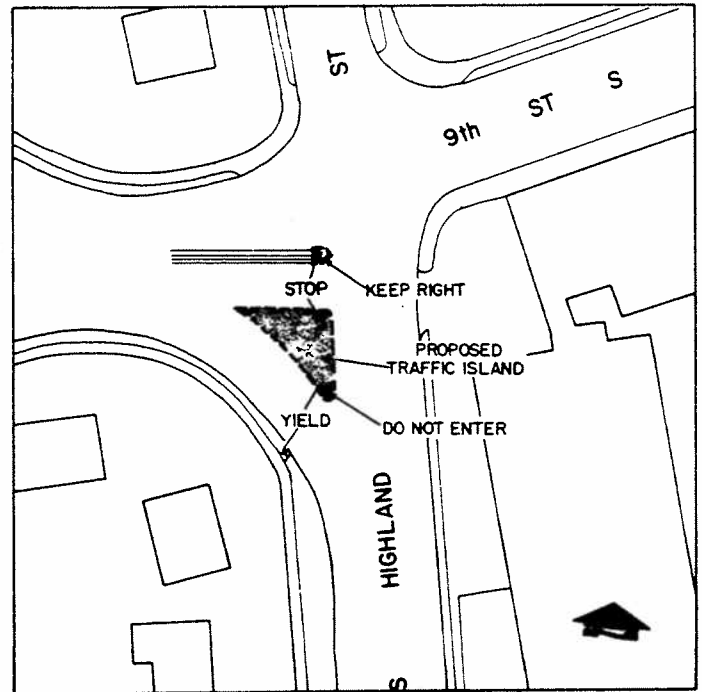 ST
9th ST S
STOP
KEEP RIGHT
PROPOSED
TRAFFIC ISLAND
YIELD
DO NOT ENTER
HIGHLAND
S